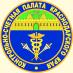 КОНТРОЛЬНО-СЧЕТНАЯ ПАЛАТА КРАСНОДАРСКОГО КРАЯ